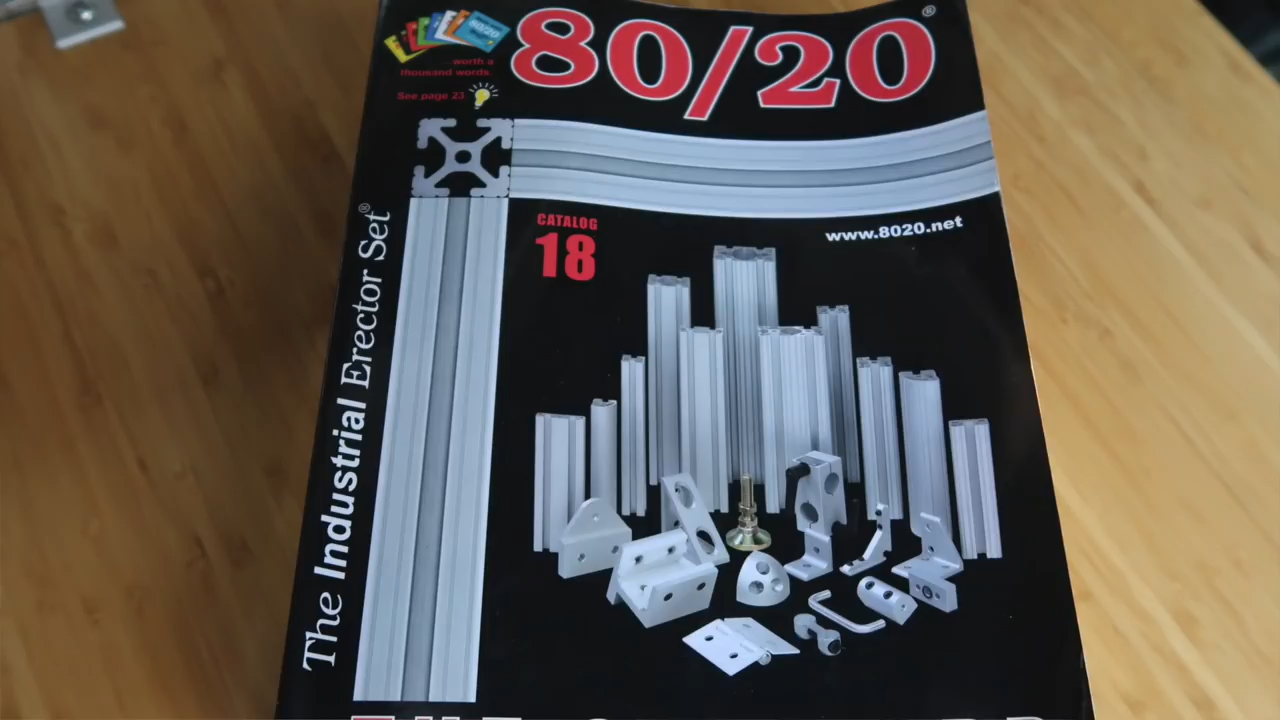 80/20®
80/20
...worth a
thousand words.
See page 23.
CATALOG
18
www.8020.net
The Industrial Erector Set®